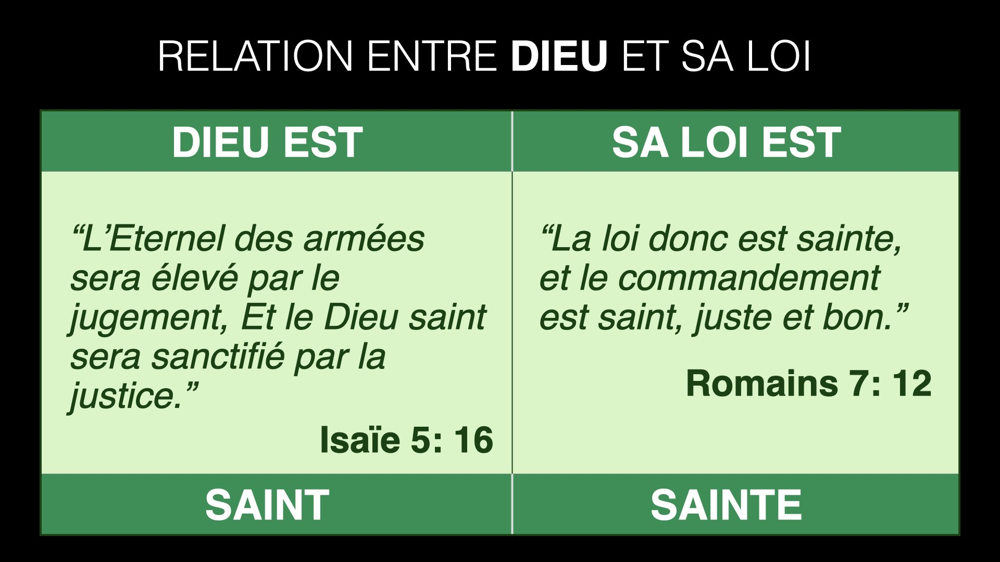 RELATION ENTRE DIEU ET SA LOI
DIEU EST
SA LOI EST
“L’Eternel des armées
sera élevé par le
jugement, Et le Dieu saint
sera sanctifié par la
justice.”
Isaïe 5: 16
“La loi donc est sainte,
et le commandement
est saint, juste et bon.”
Romains 7: 12
SAINT
SAINTE